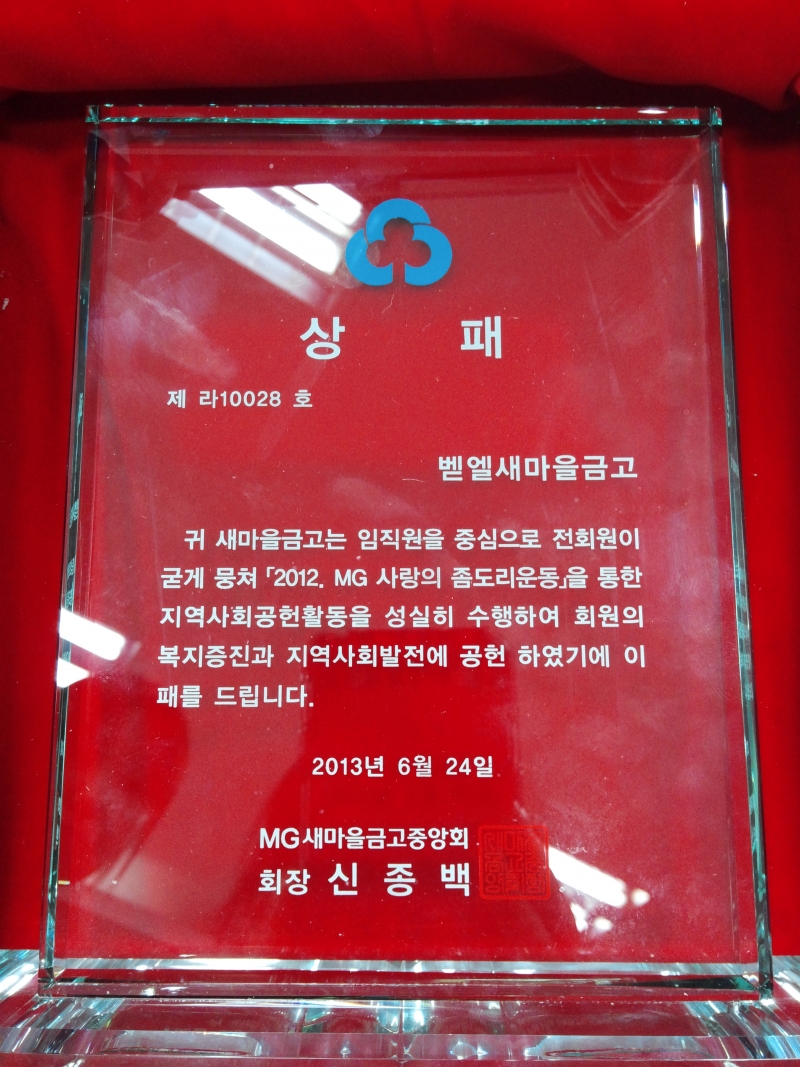 상 패
제 라10028 호
벧엘새마을금고
귀 새마을금고는 임직원을 중심으로 전회원이
굳게 뭉쳐 「2012. MG 사랑의 좀도리운동」을 통한
지역사회공헌활동을 성실히 수행하여 회원의
복지증진과 지역사회발전에 공헌 하였기에 이
패를 드립니다.
2013년 6월 24일
MG새마을금고중앙회
회장 신종백